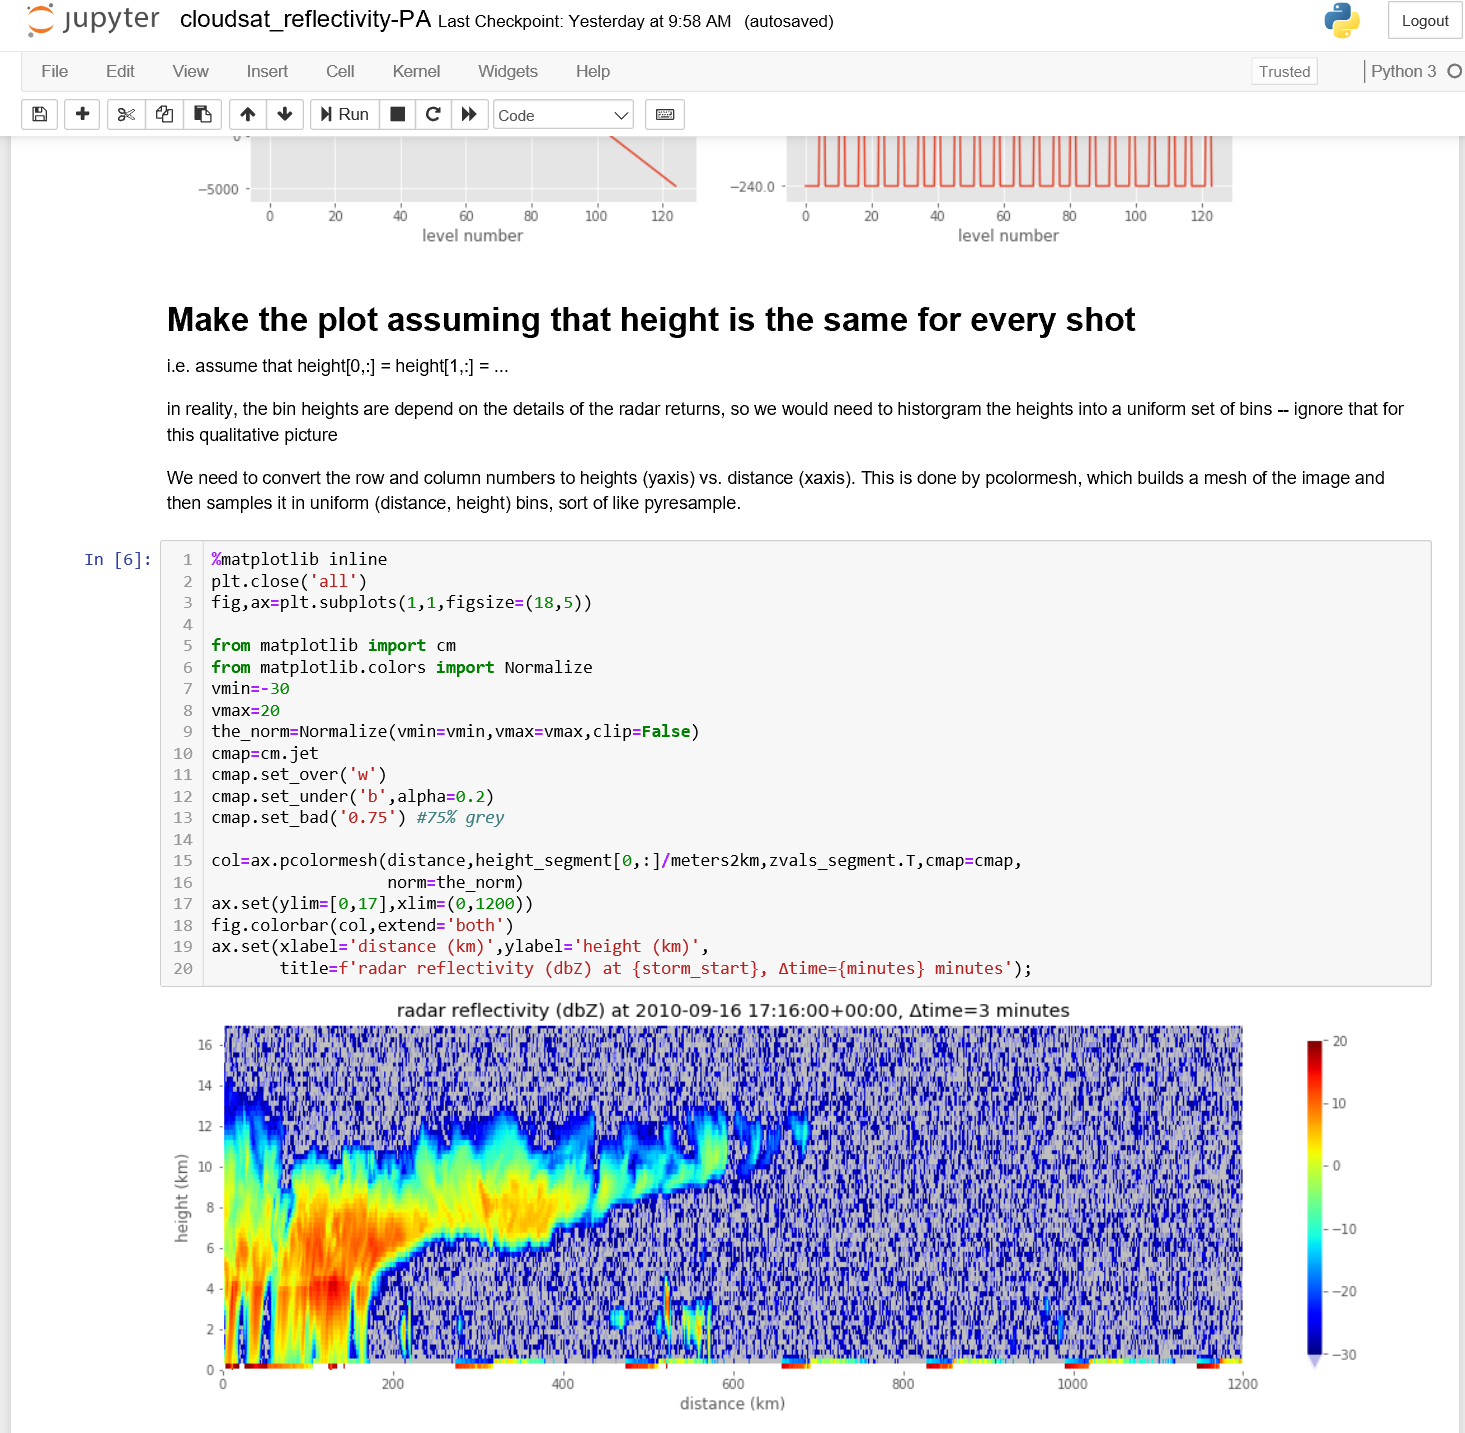 jupyter cloudsat_reflectivity-PA Last Checkpoint: Yesterday at 9:58 AM (autosaved) Logout
File Edit View Insert Cell Kernel Widgets Help Trusted Python 3
Run Code
0
−5000 −240.0
0 20 40 60 80 100 120 0 20 40 60 80 100 120
level number level number
Make the plot assuming that height is the same for every shot
i.e. assume that height[0,:] = height[1,:] = ...
in reality, the bin heights are depend on the details of the radar returns, so we would need to historgram the heights into a uniform set of bins -- ignore that for
this qualitative picture
We need to convert the row and column numbers to heights (yaxis) vs. distance (xaxis). This is done by pcolormesh, which builds a mesh of the image and
then samples it in uniform (distance, height) bins, sort of like pyresample.
In [6]: 1 %matplotlib inline
2 plt.close('all')
3 fig,ax=plt.subplots(1,1,figsize=(18,5))
4
5 from matplotlib import cm
6 from matplotlib.colors import Normalize
7 vmin=-30
8 vmax=20
9 the_norm=Normalize(vmin=vmin,vmax=vmax,clip=False)
10 cmap=cm.jet
11 cmap.set_over('w')
12 cmap.set_under('b',alpha=0.2)
13 cmap.set_bad('0.75') #75% grey
14
15 col=ax.pcolormesh(distance,height_segment[0,:]/meters2km,zvals_segment.T,cmap=cmap,
16 norm=the_norm)
17 ax.set(ylim=[0,17],xlim=(0,1200))
18 fig.colorbar(col,extend='both')
19 ax.set(xlabel='distance (km)',ylabel='height (km)',
20 title=f'radar reflectivity (dbZ) at {storm_start}, Δtime={minutes} minutes');
radar reflectivity (dbZ) at 2010-09-16 17:16:00+00:00, Δtime=3 minutes
height (km)
16
14
12
10
8
6
4
2
0
0 200 400 600 800 1000 1200
distance (km)
20
10
0
−10
−20
−30